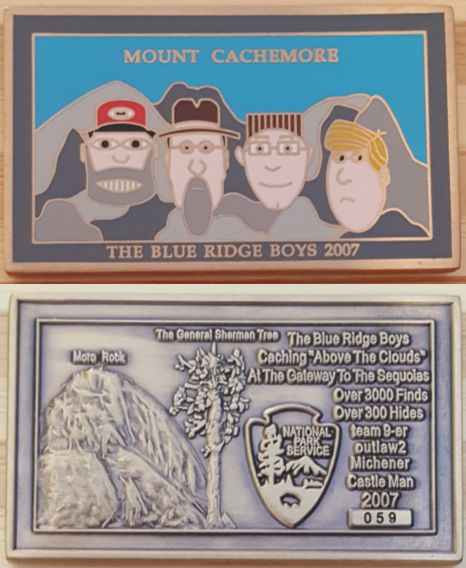 MOUNT CACHEMORE
THE BLUE RIDGE BOYS 2007
Moro Rock
The General Sherman Tree
The Blue Ridge Boys
Caching "Above The Clouds"
At The Gateway To The Sequoias
Over 3000 Finds
Over 300 Hides
NATIONAL
PARK
SERVICE
team 9-er
outlaw2
Michener
Castle Man
2007
059